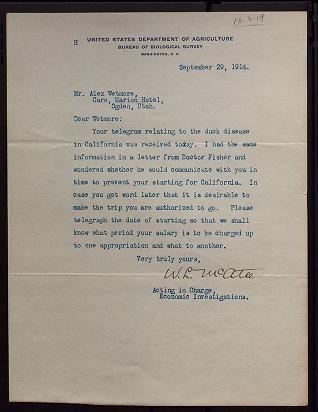 10-3-14
H UNITED STATES DEPARTMENT OF AGRICULTURE
BUREAU OF BIOLOGICAL SURVEY
WASHINGTON, D. C.
September 29, 1914.
Mr. Alex Wetmore,
Care, Marion Hotel,
Ogden, Utah.
Dear Wetmore:
Your telegram relating to the duck disease
in California was received today. I had the same
information in a letter from Doctor Fisher and
wondered whether he would communicate with you in
time to prevent your starting for California. In
case you get word later that it is desirable to
make the trip you are authorized to go. Please
telegraph the date of starting so that we shall
know what period your salary is to be charged up
to one appropriation and what to another.
Very truly yours,
W. L. McAtee
Acting in Charge,
Economic Investigations.